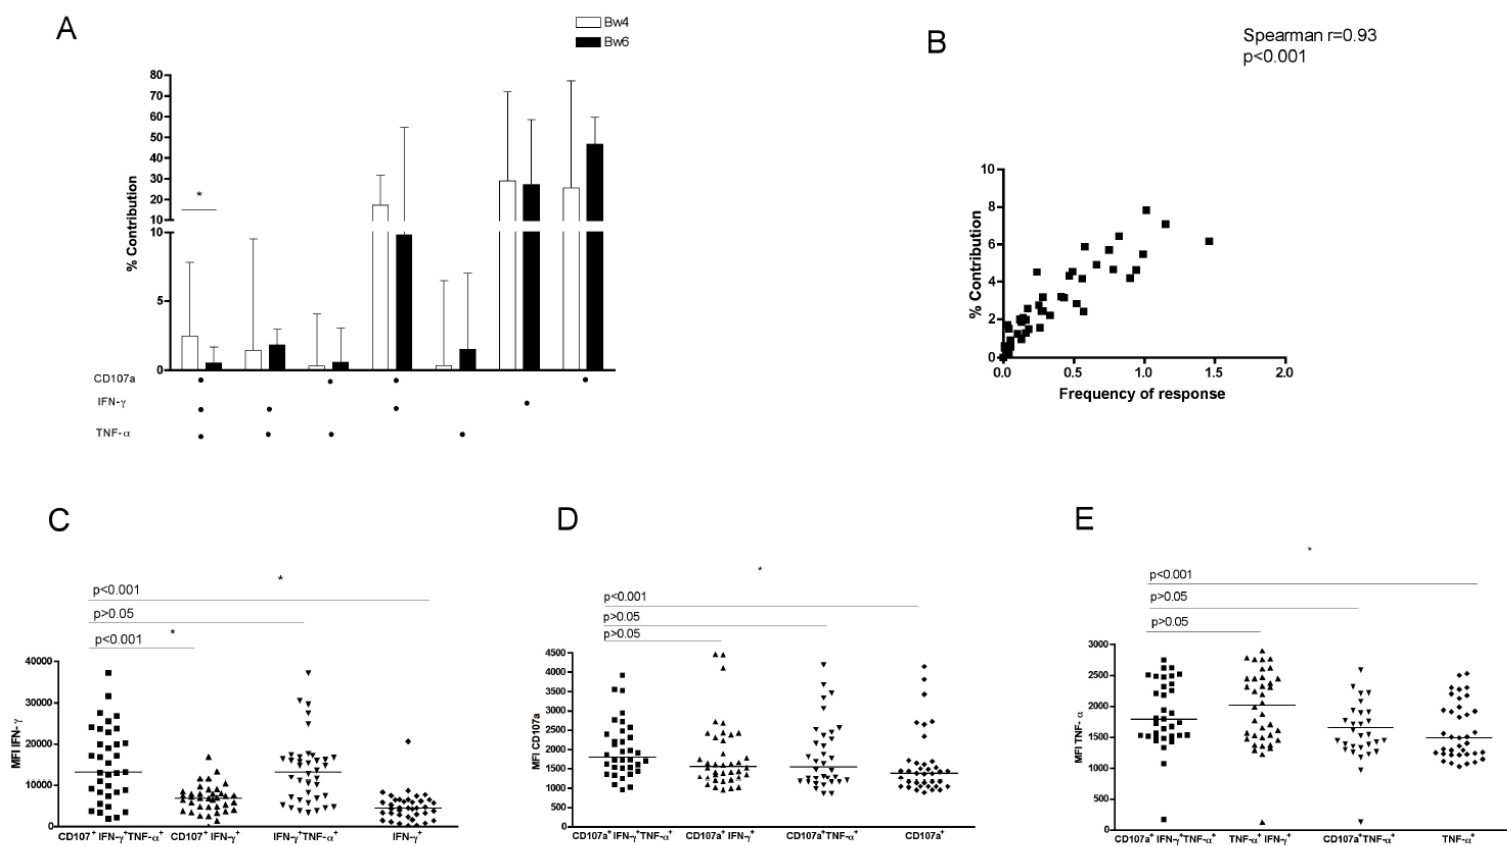 A
Bw4
Bw6
B
Spearman r=0.93
p<0.001
80
70
60
50
40
30
20
10
10
5
0
% Contribution
*
CD107a
IFN-γ
TNF-α
10
8
6
4
2
0
% Contribution
0.0 0.5 1.0 1.5 2.0
Frequency of response
C
*
p<0.001
p>0.05
p<0.001 *
40000
30000
20000
10000
0
MFI IFN-γ
CD107+ IFN-γ+TNF-α+ CD107+ IFN-γ+ IFN-γ+TNF-α+ IFN-γ+
D
*
p<0.001
p>0.05
p>0.05
4500
4000
3500
3000
2500
2000
1500
1000
500
0
MFI CD107a
CD107a+ IFN-γ+TNF-α+ CD107a+ IFN-γ+ CD107a+TNF-α+ CD107a+
E
*
p<0.001
p>0.05
p>0.05
3000
2500
2000
1500
1000
500
0
MFI TNF-α
CD107a+ IFN-γ+TNF-α+ TNF-α+ IFN-γ+ CD107a+TNF-α+ TNF-α+